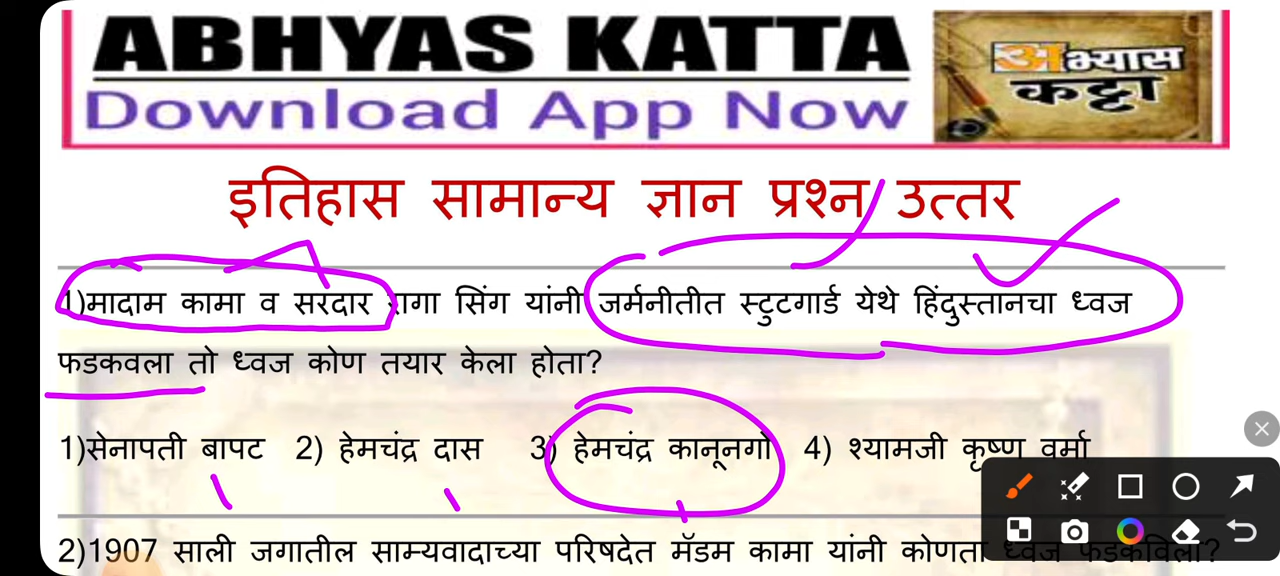 ABHYAS KATTA
Download App Now
अभ्यास
कट्टा
इतिहास सामान्य ज्ञान प्रश्न उत्तर
1)मादाम कामा व सरदार रागा सिंग यांनी जर्मनीतीत स्टुटगार्ड येथे हिंदुस्तानचा ध्वज
फडकवला तो ध्वज कोण तयार केला होता?
1)सेनापती बापट 2) हेमचंद्र दास 3) हेमचंद्र कानूनगो 4) श्यामजी कृष्ण वर्मा
2)1907 साली जगातील साम्यवादाच्या परिषदेत मॅडम कामा यांनी कोणता ध्वज फडकविला?